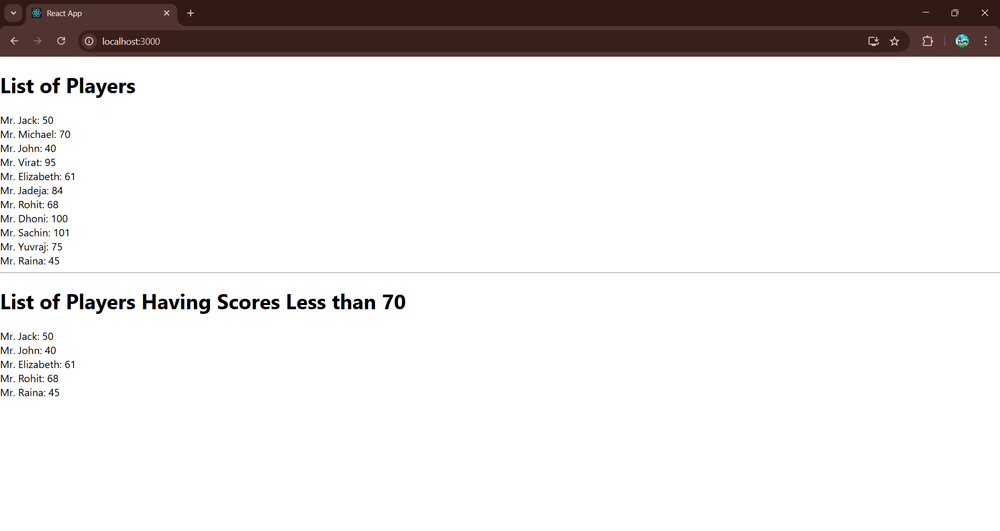 React App
localhost:3000
List of Players
Mr. Jack: 50
Mr. Michael: 70
Mr. John: 40
Mr. Virat: 95
Mr. Elizabeth: 61
Mr. Jadeja: 84
Mr. Rohit: 68
Mr. Dhoni: 100
Mr. Sachin: 101
Mr. Yuvraj: 75
Mr. Raina: 45
List of Players Having Scores Less than 70
Mr. Jack: 50
Mr. John: 40
Mr. Elizabeth: 61
Mr. Rohit: 68
Mr. Raina: 45